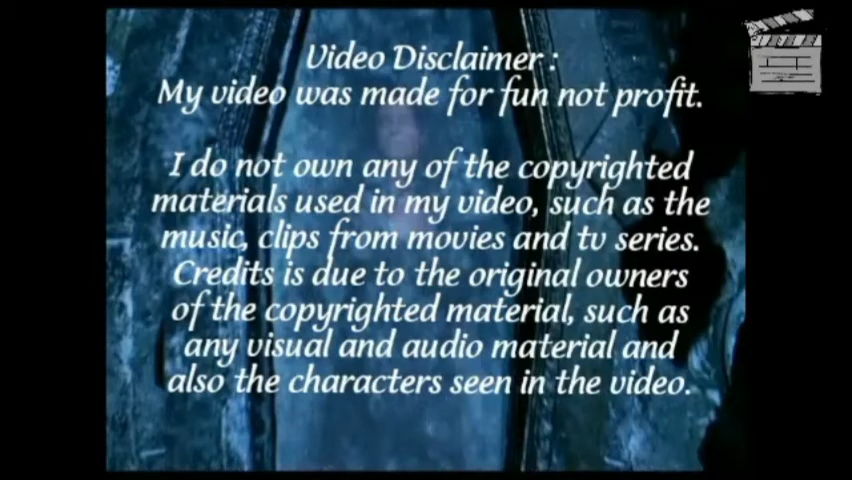 Video Disclaimer :
My video was made for fun not profit.
I do not own any of the copyrighted
materials used in my video, such as the
music, clips from movies and tv series.
Credits is due to the original owners
of the copyrighted material, such as
any visual and audio material and
also the characters seen in the video.